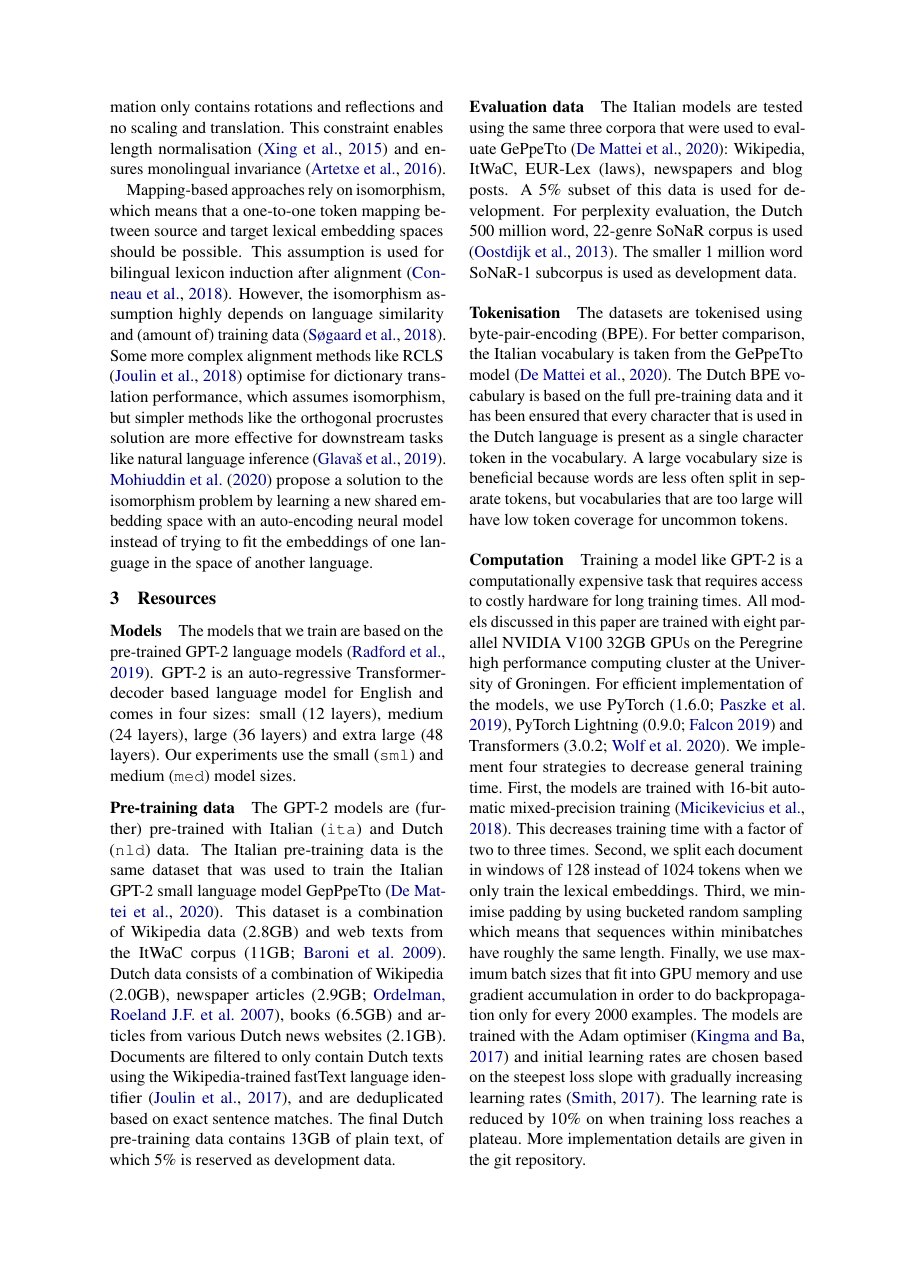 mation only contains rotations and reflections and
no scaling and translation. This constraint enables
length normalisation (Xing et al., 2015) and en-
sures monolingual invariance (Artetxe et al., 2016).
Mapping-based approaches rely on isomorphism,
which means that a one-to-one token mapping be-
tween source and target lexical embedding spaces
should be possible. This assumption is used for
bilingual lexicon induction after alignment (Con-
neau et al., 2018). However, the isomorphism as-
sumption highly depends on language similarity
and (amount of) training data (Søgaard et al., 2018).
Some more complex alignment methods like RCLS
(Joulin et al., 2018) optimise for dictionary trans-
lation performance, which assumes isomorphism,
but simpler methods like the orthogonal procrustes
solution are more effective for downstream tasks
like natural language inference (Glavaš et al., 2019).
Mohiuddin et al. (2020) propose a solution to the
isomorphism problem by learning a new shared em-
bedding space with an auto-encoding neural model
instead of trying to fit the embeddings of one lan-
guage in the space of another language.
3 Resources
Models The models that we train are based on the
pre-trained GPT-2 language models (Radford et al.,
2019). GPT-2 is an auto-regressive Transformer-
decoder based language model for English and
comes in four sizes: small (12 layers), medium
(24 layers), large (36 layers) and extra large (48
layers). Our experiments use the small (sml) and
medium (med) model sizes.
Pre-training data The GPT-2 models are (fur-
ther) pre-trained with Italian (ita) and Dutch
(nld) data. The Italian pre-training data is the
same dataset that was used to train the Italian
GPT-2 small language model GepPpeTto (De Mat-
tei et al., 2020). This dataset is a combination
of Wikipedia data (2.8GB) and web texts from
the ItWaC corpus (11GB; Baroni et al. 2009).
Dutch data consists of a combination of Wikipedia
(2.0GB), newspaper articles (2.9GB; Ordelman,
Roeland J.F. et al. 2007), books (6.5GB) and ar-
ticles from various Dutch news websites (2.1GB).
Documents are filtered to only contain Dutch texts
using the Wikipedia-trained fastText language iden-
tifier (Joulin et al., 2017), and are deduplicated
based on exact sentence matches. The final Dutch
pre-training data contains 13GB of plain text, of
which 5% is reserved as development data.
Evaluation data The Italian models are tested
using the same three corpora that were used to eval-
uate GePpeTto (De Mattei et al., 2020): Wikipedia,
ItWaC, EUR-Lex (laws), newspapers and blog
posts. A 5% subset of this data is used for de-
velopment. For perplexity evaluation, the Dutch
500 million word, 22-genre SoNaR corpus is used
(Oostdijk et al., 2013). The smaller 1 million word
SoNaR-1 subcorpus is used as development data.
Tokenisation The datasets are tokenised using
byte-pair-encoding (BPE). For better comparison,
the Italian vocabulary is taken from the GePpeTto
model (De Mattei et al., 2020). The Dutch BPE vo-
cabulary is based on the full pre-training data and it
has been ensured that every character that is used in
the Dutch language is present as a single character
token in the vocabulary. A large vocabulary size is
beneficial because words are less often split in sep-
arate tokens, but vocabularies that are too large will
have low token coverage for uncommon tokens.
Computation Training a model like GPT-2 is a
computationally expensive task that requires access
to costly hardware for long training times. All mod-
els discussed in this paper are trained with eight par-
allel NVIDIA V100 32GB GPUs on the Peregrine
high performance computing cluster at the Univer-
sity of Groningen. For efficient implementation of
the models, we use PyTorch (1.6.0; Paszke et al.
2019), PyTorch Lightning (0.9.0; Falcon 2019) and
Transformers (3.0.2; Wolf et al. 2020). We imple-
ment four strategies to decrease general training
time. First, the models are trained with 16-bit auto-
matic mixed-precision training (Micikevicius et al.,
2018). This decreases training time with a factor of
two to three times. Second, we split each document
in windows of 128 instead of 1024 tokens when we
only train the lexical embeddings. Third, we min-
imise padding by using bucketed random sampling
which means that sequences within minibatches
have roughly the same length. Finally, we use max-
imum batch sizes that fit into GPU memory and use
gradient accumulation in order to do backpropaga-
tion only for every 2000 examples. The models are
trained with the Adam optimiser (Kingma and Ba,
2017) and initial learning rates are chosen based
on the steepest loss slope with gradually increasing
learning rates (Smith, 2017). The learning rate is
reduced by 10% on when training loss reaches a
plateau. More implementation details are given in
the git repository.